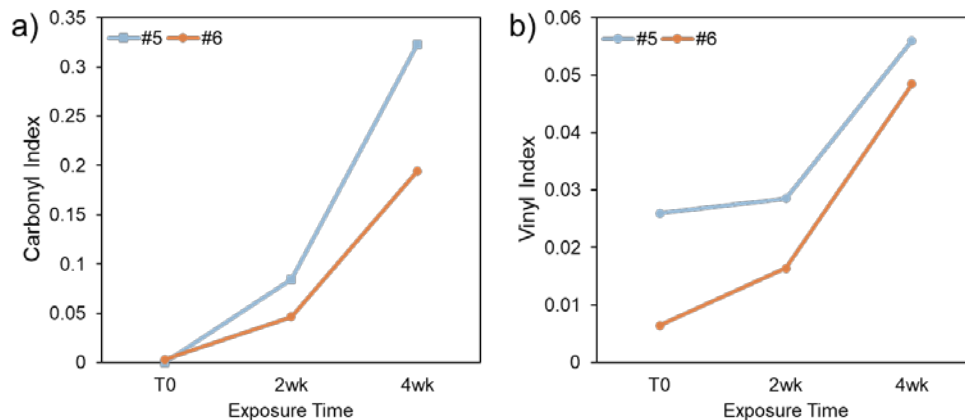 a)
#5 #6
0.35
0.3
0.25
0.2
0.15
0.1
0.05
0
Carbonyl Index
T0 2wk 4wk
Exposure Time
b)
#5 #6
0.06
0.05
0.04
0.03
0.02
0.01
0
Vinyl Index
T0 2wk 4wk
Exposure Time